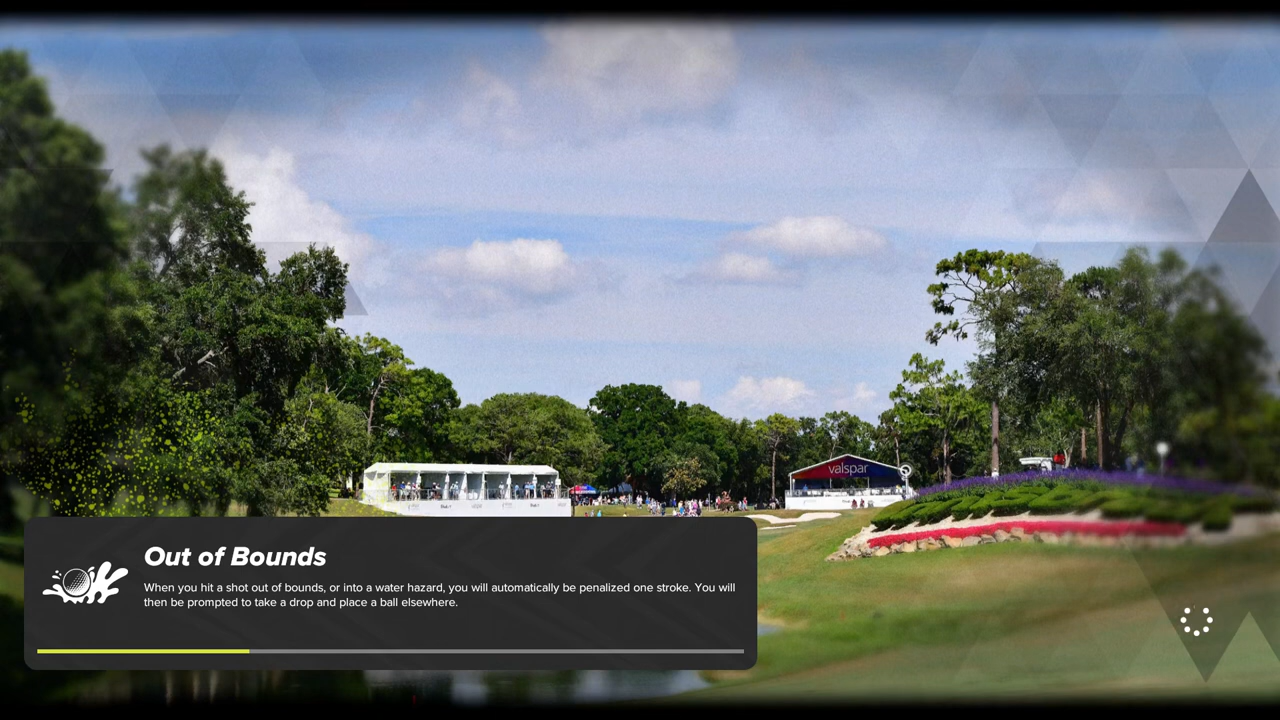 valspar
Out of Bounds
When you hit a shot out of bounds, or into a water hazard, you will automatically be penalized one stroke. You will
then be prompted to take a drop and place a ball elsewhere.